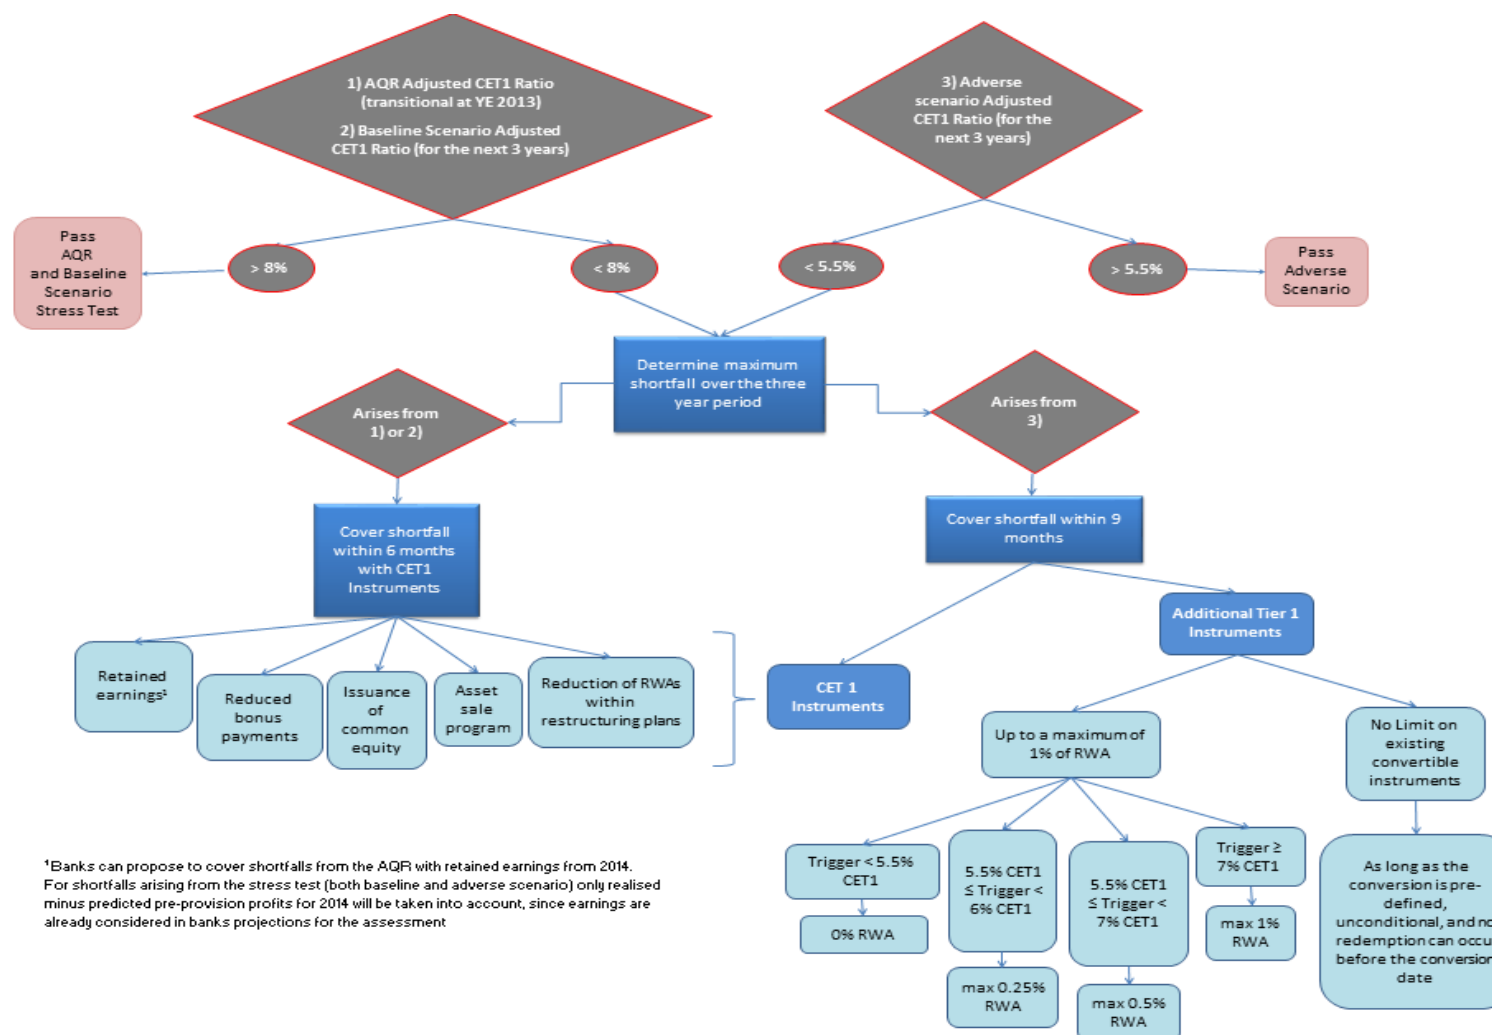 1) AQR Adjusted CET1 Ratio
(transitional at YE 2013)
2) Baseline Scenario Adjusted
CET1 Ratio (for the next 3 years)
3) Adverse
scenario Adjusted
CET1 Ratio (for the
next 3 years)
Pass
AQR
and Baseline
Scenario
Stress Test
> 8%
< 8%
< 5.5%
> 5.5%
Pass
Adverse
Scenario
Determine maximum
shortfall over the three
year period
Arises from
1) or 2)
Arises from
3)
Cover shortfall
within 6 months
with CET1
Instruments
Cover shortfall within 9
months
Retained
earnings¹
Reduced
bonus
payments
Issuance
of
common
equity
Asset
sale
program
Reduction of RWAs
within
restructuring plans
CET 1
Instruments
Additional Tier 1
Instruments
Up to a maximum of
1% of RWA
No Limit on
existing
convertible
instruments
Trigger < 5.5%
CET1
5.5% CET1
≤ Trigger <
6% CET1
5.5% CET1
≤ Trigger <
7% CET1
Trigger ≥
7% CET1
0% RWA
max 0.25%
RWA
max 0.5%
RWA
max 1%
RWA
As long as the
conversion is pre-
defined,
unconditional, and no
redemption can occu
before the conversion
date
¹Banks can propose to cover shortfalls from the AQR with retained earnings from 2014.
For shortfalls arising from the stress test (both baseline and adverse scenario) only realised
minus predicted pre-provision profits for 2014 will be taken into account, since earnings are
already considered in banks projections for the assessment